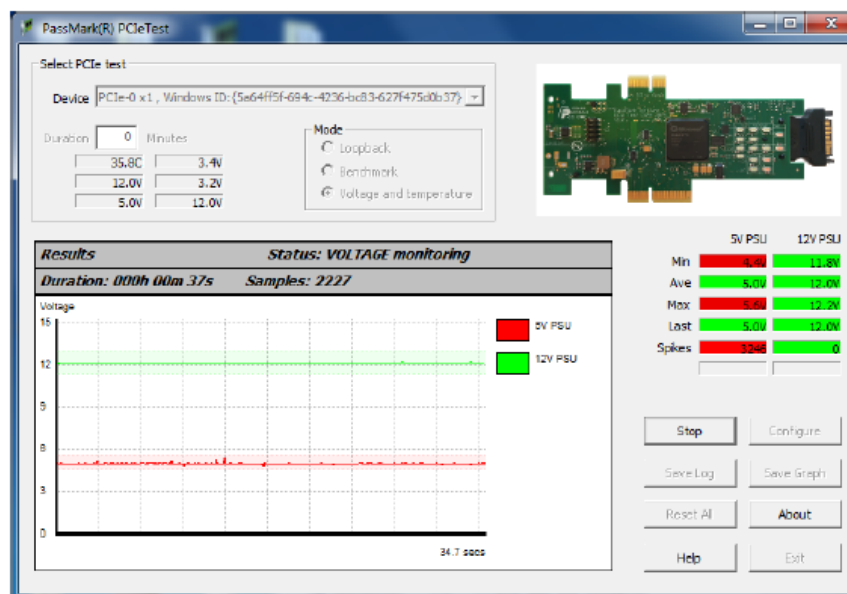 PassMark(R) PCIeTest
Select PCIe test
Device PCIe-0 x1 , Windows ID:{5a64ff5f-694c-4236-bc83-627f475d0b37}
Duration 0 Minutes
35.8C 3.4V
12.0V 3.2V
5.0V 12.0V
Mode
Loopback
Benchmark
Voltage and temperature
Results Status: VOLTAGE monitoring
Duration: 000h 00m 37s Samples: 2227
Voltage
15
12
9
6
3
0
34.7 secs
5V PSU
12V PSU
5V PSU 12V PSU
Min 4.4V 11.8V
Ave 5.0V 12.0V
Max 5.6V 12.2V
Last 5.0V 12.0V
Spikes 3246 0
Stop Configure
Save Log Save Graph
Reset All About
Help Exit